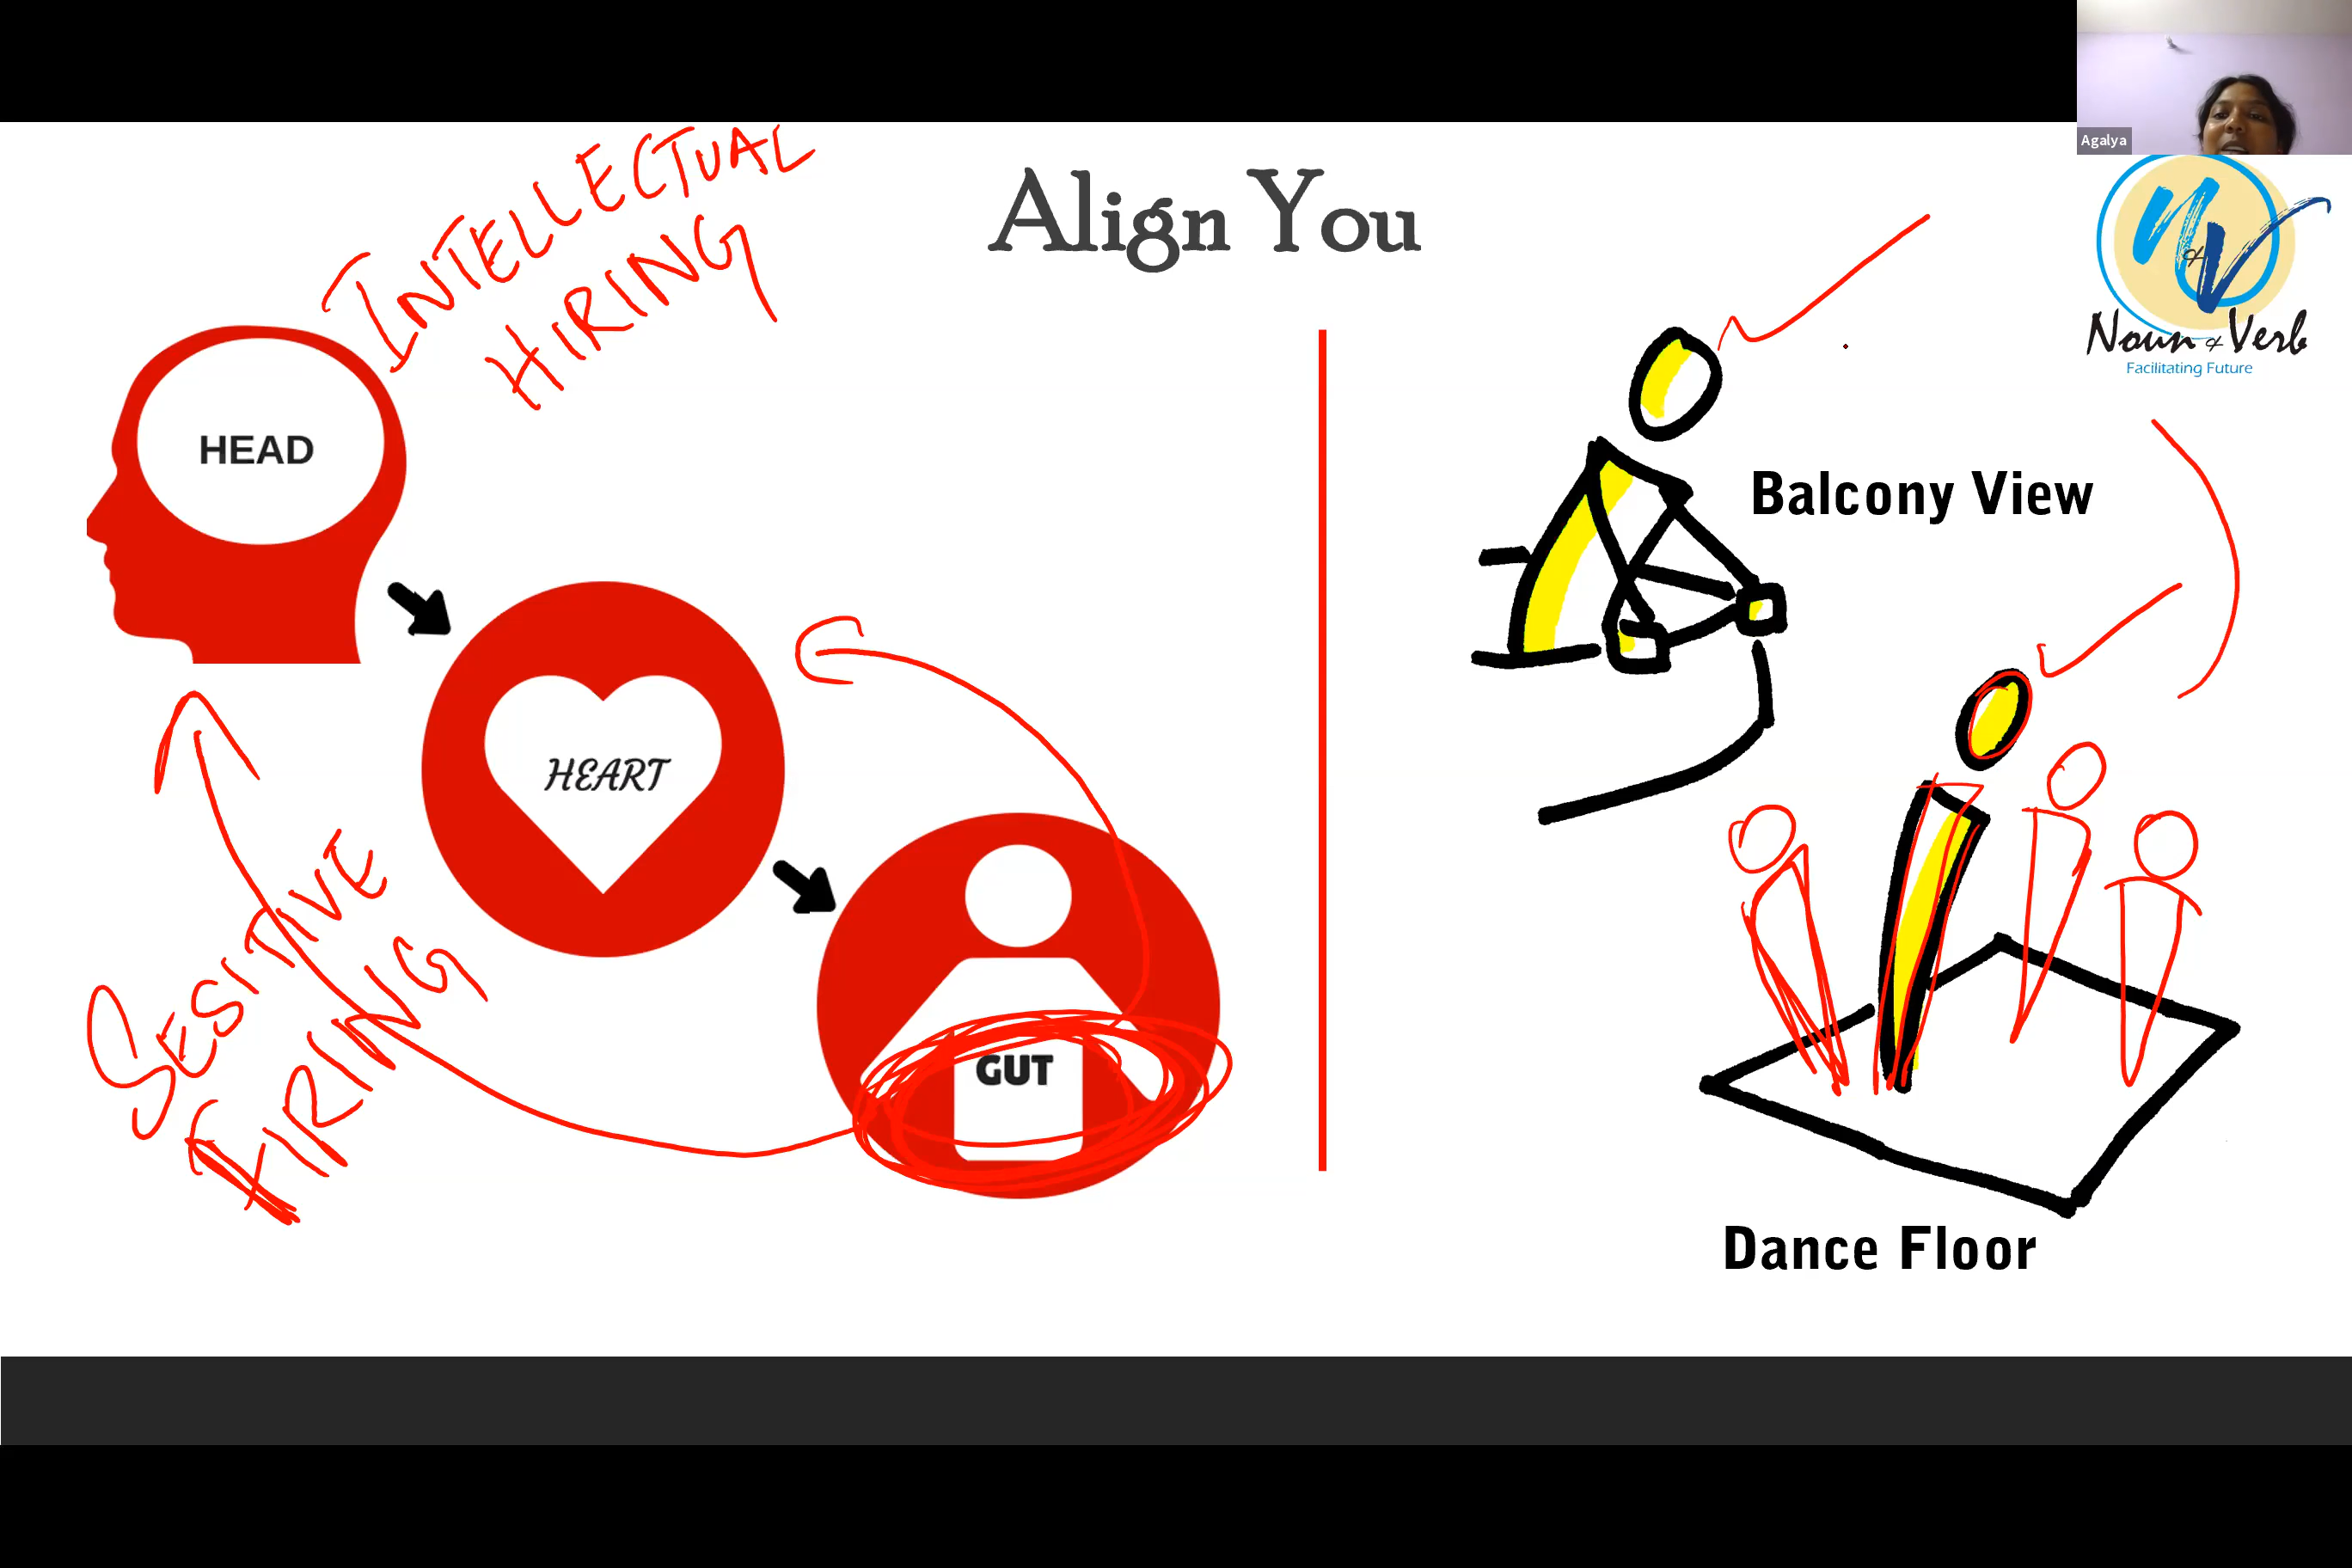 Agalya
INTELLECTUAL
HIRING
Align You
N & V
Noun & Verb
Facilitating Future
HEAD
Balcony View
HEART
SESITIVE
FIRING
GUT
Dance Floor